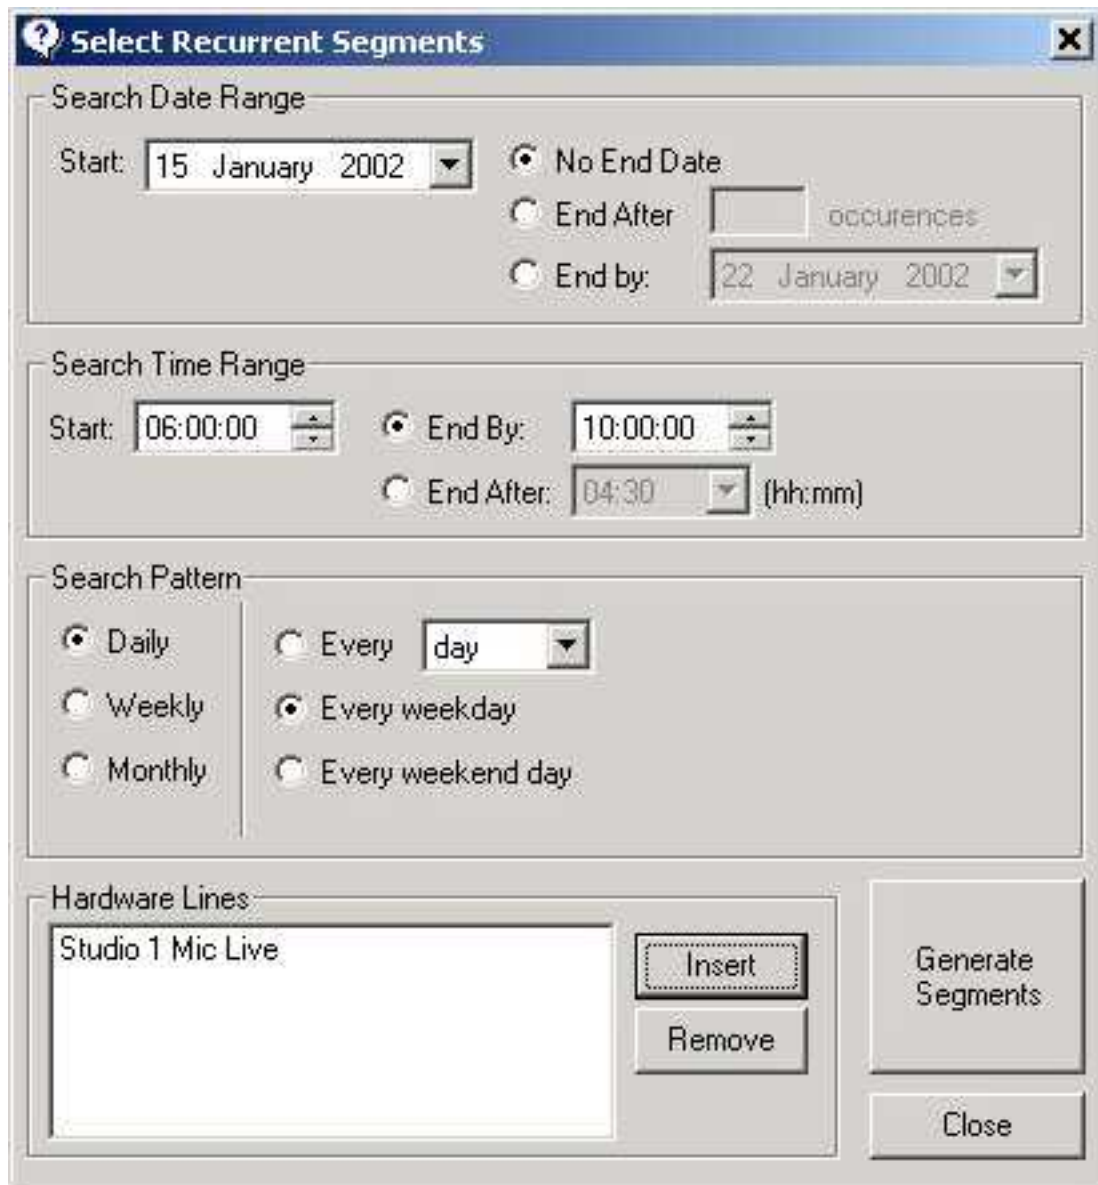 Select Recurrent Segments
Search Date Range
Start: 15 January 2002
No End Date
End After occurences
End by: 22 January 2002
Search Time Range
Start: 06:00:00 End By: 10:00:00
End After: 04:30 (hh:mm)
Search Pattern
Daily
Weekly
Monthly
Every day
Every weekday
Every weekend day
Hardware Lines
Studio 1 Mic Live
Insert
Remove
Generate
Segments
Close